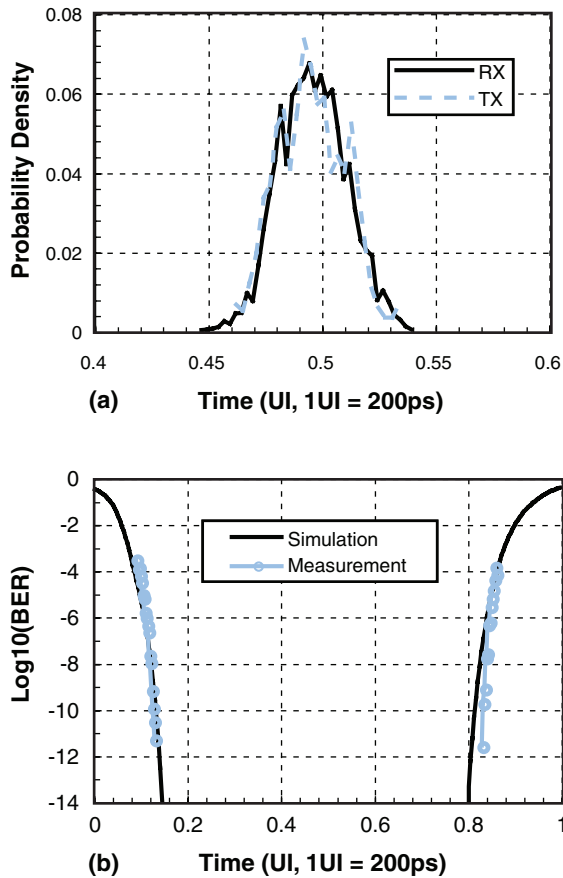 0.08
0.06
0.04
0.02
0
Probability Density
RX
TX
0.4
0.45
0.5
0.55
0.6
(a)
Time (UI, 1UI = 200ps)
0
-2
-4
-6
-8
-10
-12
-14
Log10(BER)
Simulation
Measurement
0
0.2
0.4
0.6
0.8
1
(b)
Time (UI, 1UI = 200ps)